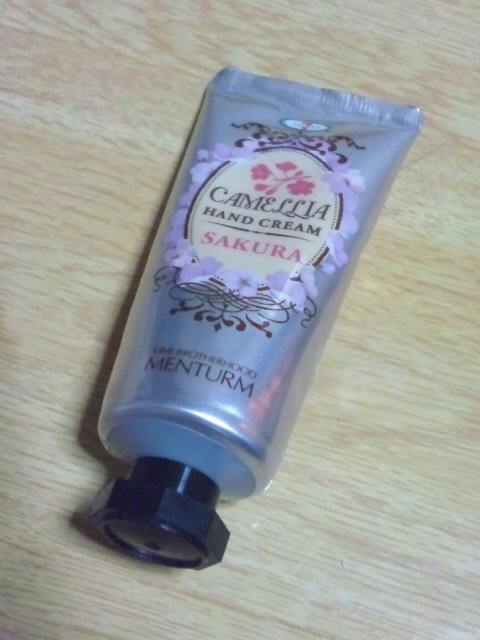 CAMELLIA
HAND CREAM
SAKURA
OMI BROTHERHOOD
MENTURM